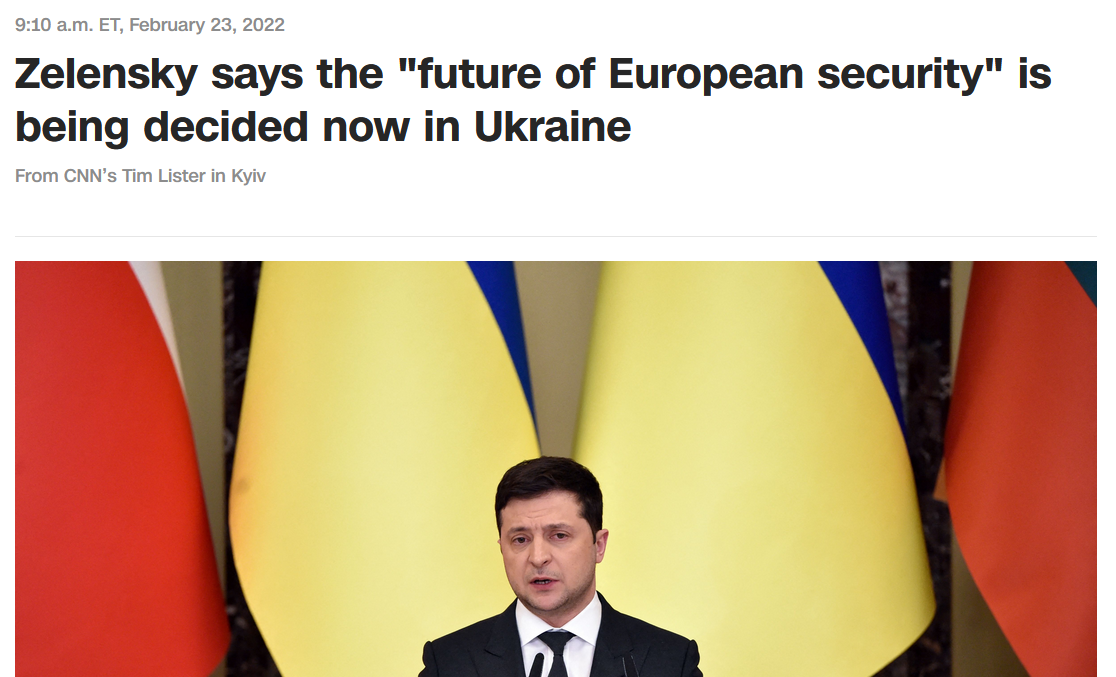 9:10 a.m. ET, February 23, 2022
Zelensky says the "future of European security" is
being decided now in Ukraine
From CNN’s Tim Lister in Kyiv